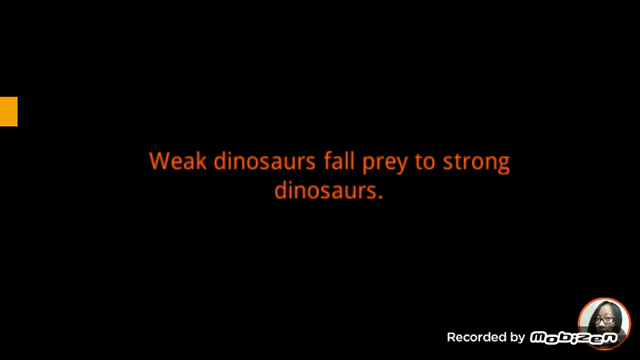 Weak dinosaurs fall prey to strong
dinosaurs.
Recorded by mobizen